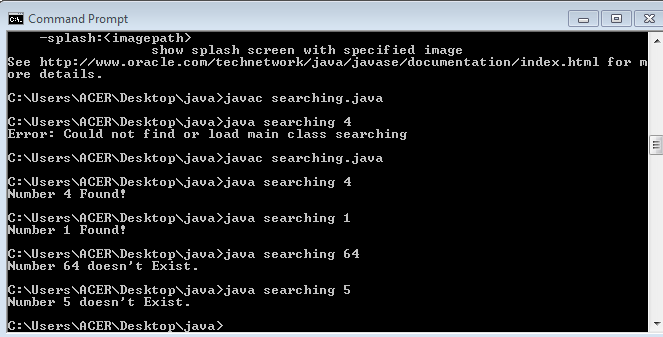 Command Prompt
-splash:<imagepath>
show splash screen with specified image
See http://www.oracle.com/technetwork/java/javase/documentation/index.html for m
ore details.
C:\Users\ACER\Desktop\java>javac searching.java
C:\Users\ACER\Desktop\java>java searching 4
Error: Could not find or load main class searching
C:\Users\ACER\Desktop\java>javac searching.java
C:\Users\ACER\Desktop\java>java searching 4
Number 4 Found!
C:\Users\ACER\Desktop\java>java searching 1
Number 1 Found!
C:\Users\ACER\Desktop\java>java searching 64
Number 64 doesn't Exist.
C:\Users\ACER\Desktop\java>java searching 5
Number 5 doesn't Exist.
C:\Users\ACER\Desktop\java>